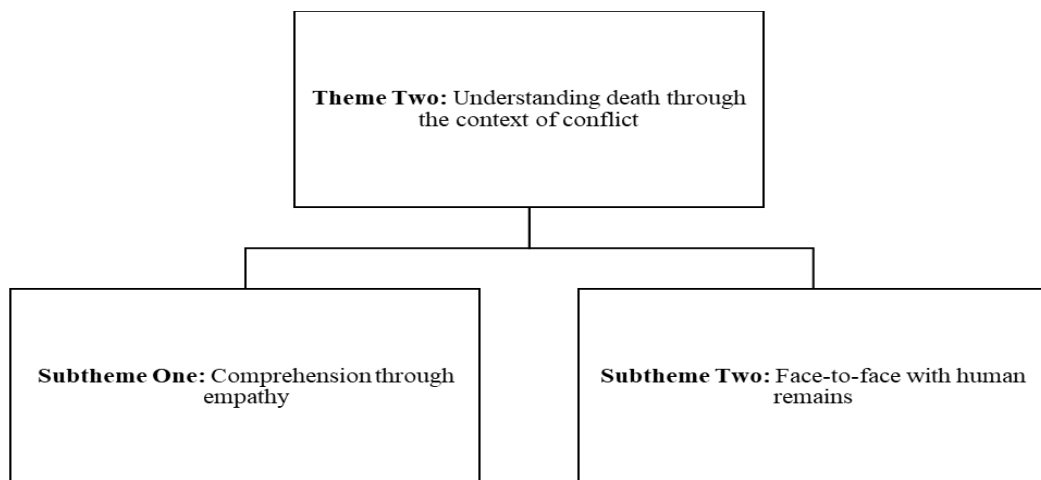 Theme Two: Understanding death through
the context of conflict
Subtheme One: Comprehension through
empathy
Subtheme Two: Face-to-face with human
remains